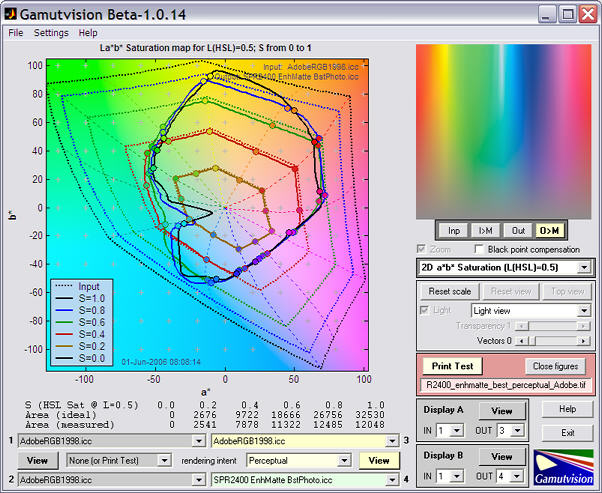 Gamutvision Beta-1.0.14
File Settings Help
La*b* Saturation map for L(HSL)=0.5; S from 0 to 1
Input: AdobeRGB1998.icc
Output: SPR2400 EnhMatte BstPhoto.icc
100
80
60
40
20
0
-20
-40
-60
-80
-100
b*
Input
S=1.0
S=0.8
S=0.6
S=0.4
S=0.2
S=0.0
01-Jun-2006 08:08:14
-100 -50 0 50 100
a*
S (HSL Sat @ L=0.5) 0.0 0.2 0.4 0.6 0.8 1.0
Area (ideal) 0 2676 9722 18666 26756 32530
Area (measured) 0 2541 7878 11322 12485 12048
1 AdobeRGB1998.icc AdobeRGB1998.icc 3
View None (or Print Test) rendering intent Perceptual View
2 AdobeRGB1998.icc SPR2400 EnhMatte BstPhoto.icc 4
Inp I>M Out O>M
Zoom Black point compensation
2D a*b* Saturation (L(HSL)=0.5)
Reset scale Reset view Top view
Light Light view
Transparency 1
Vectors 0
Print Test Close figures
R2400_enhmatte_best_perceptual_Adobe.tif
Display A View
IN 1 OUT 3
Display B View
IN 1 OUT 4
Help
Exit
Gamutvision